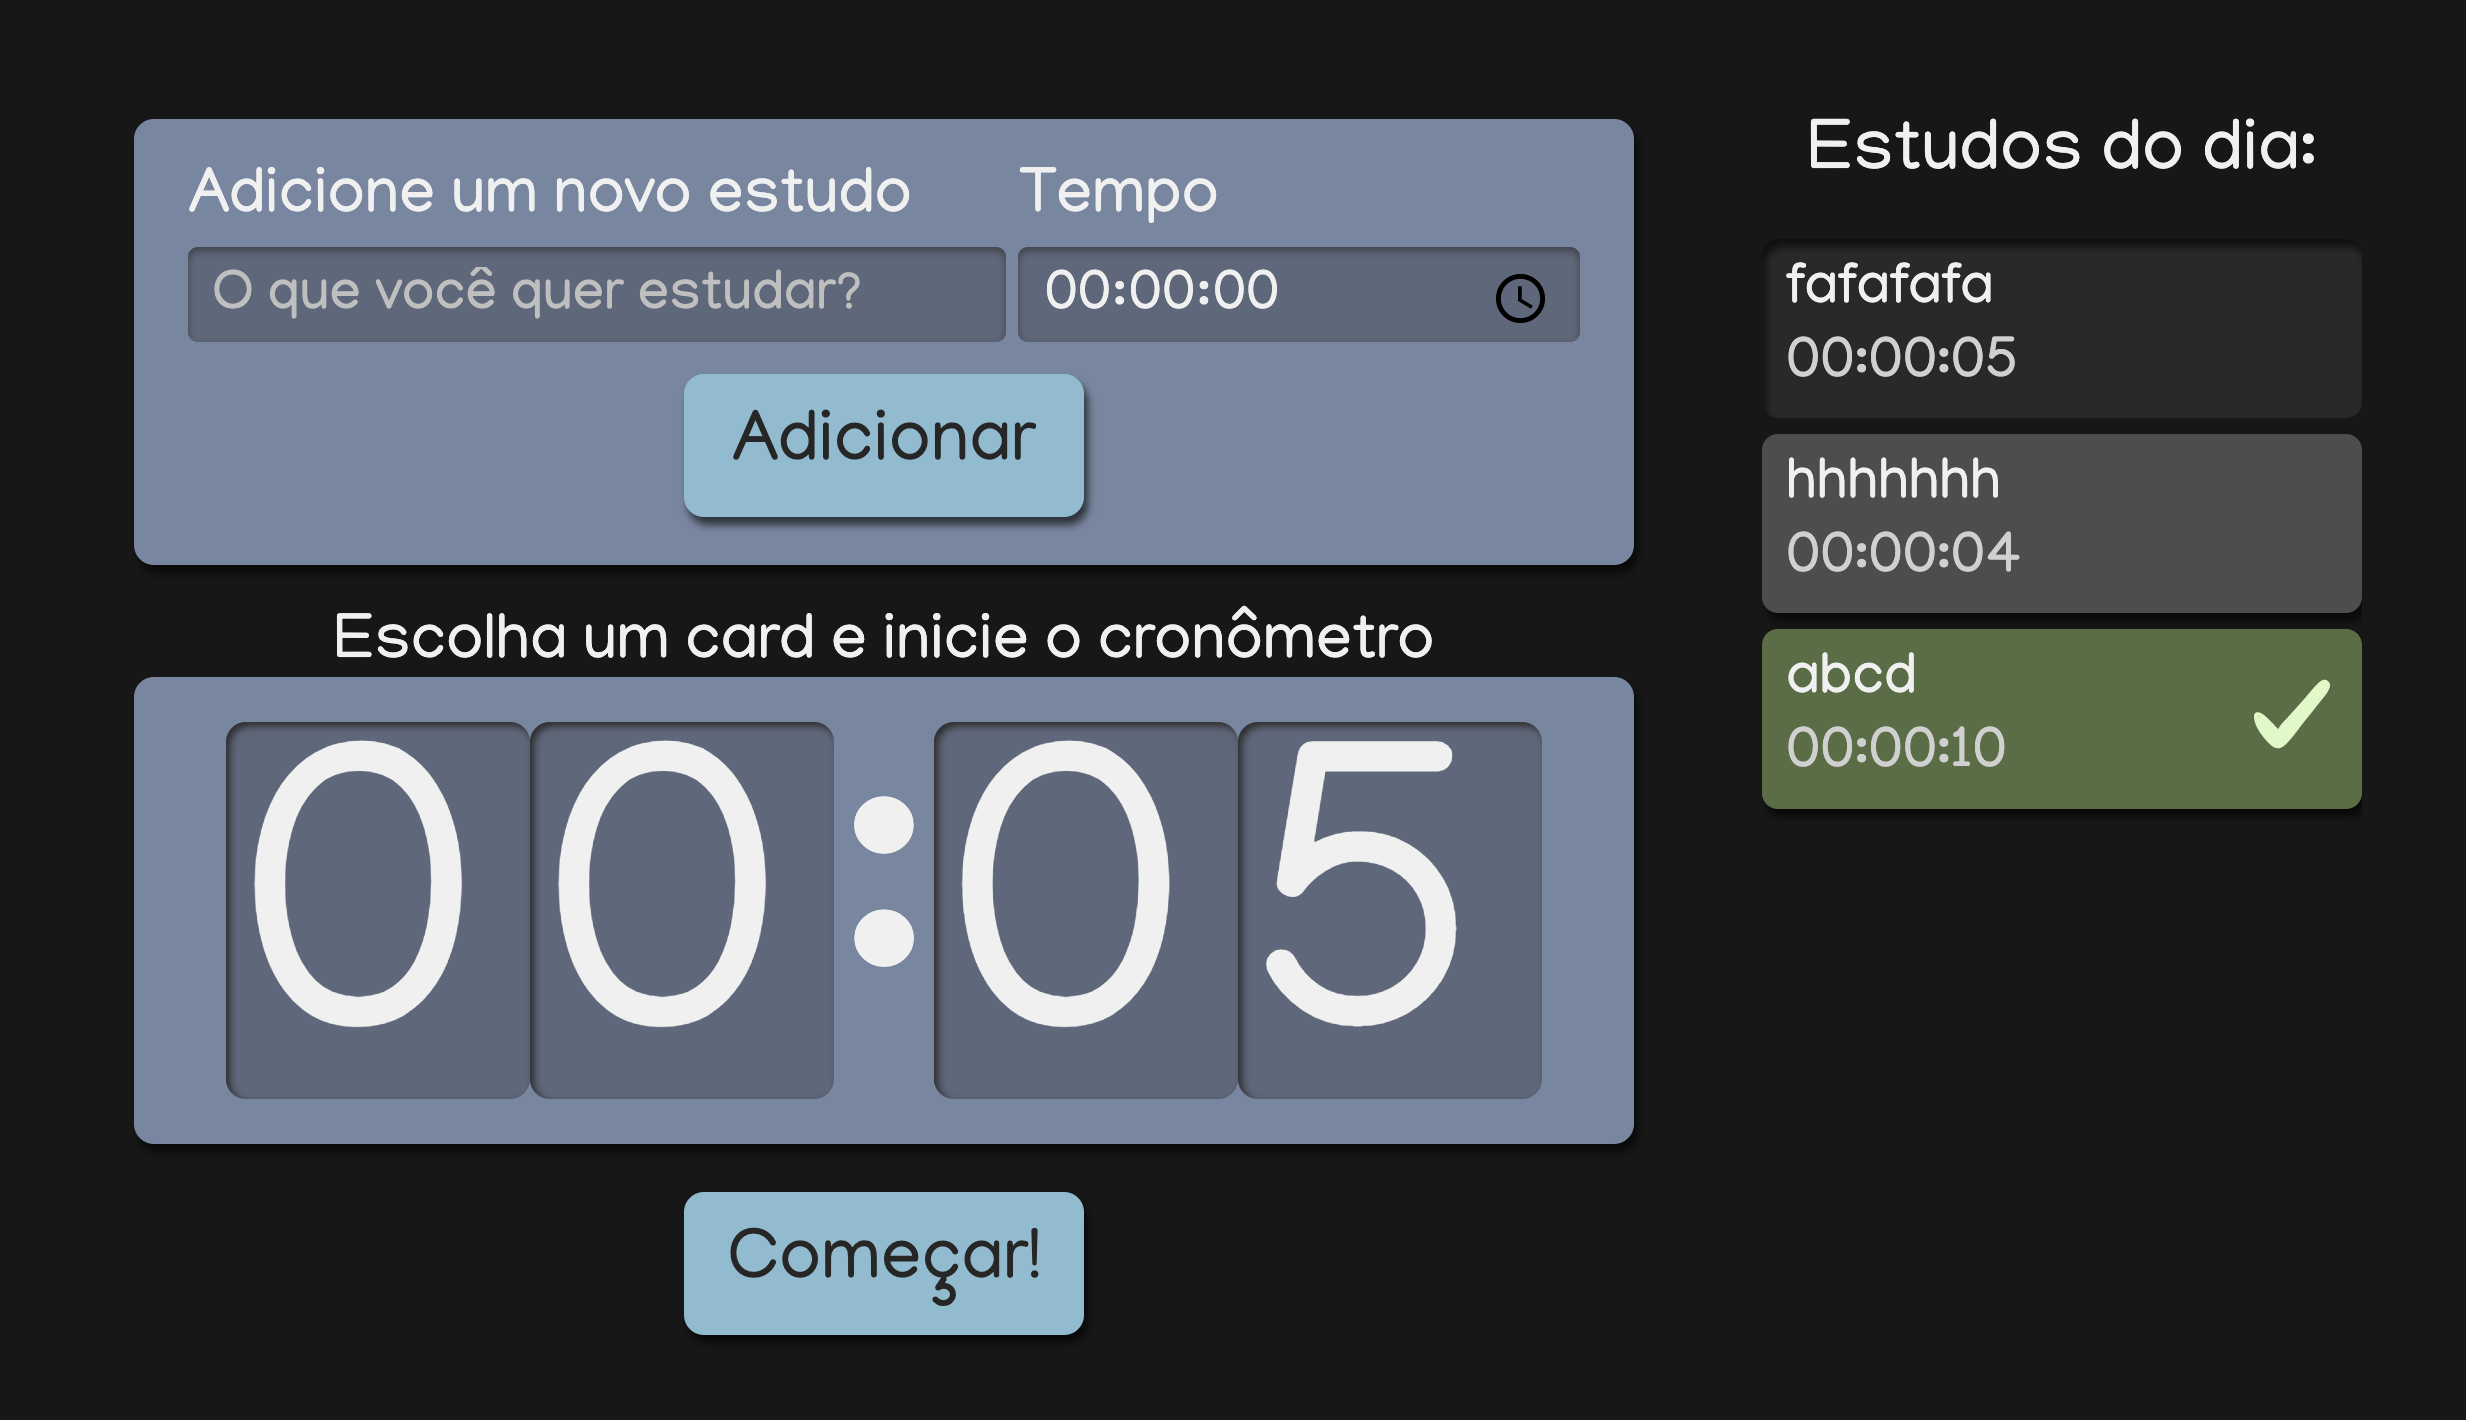 Adicione um novo estudo
Tempo
O que você quer estudar?
00:00:00
Adicionar
Escolha um card e inicie o cronômetro
00:05
Começar!
Estudos do dia:
fafafafa
00:00:05
hhhhhhh
00:00:04
abcd
00:00:10